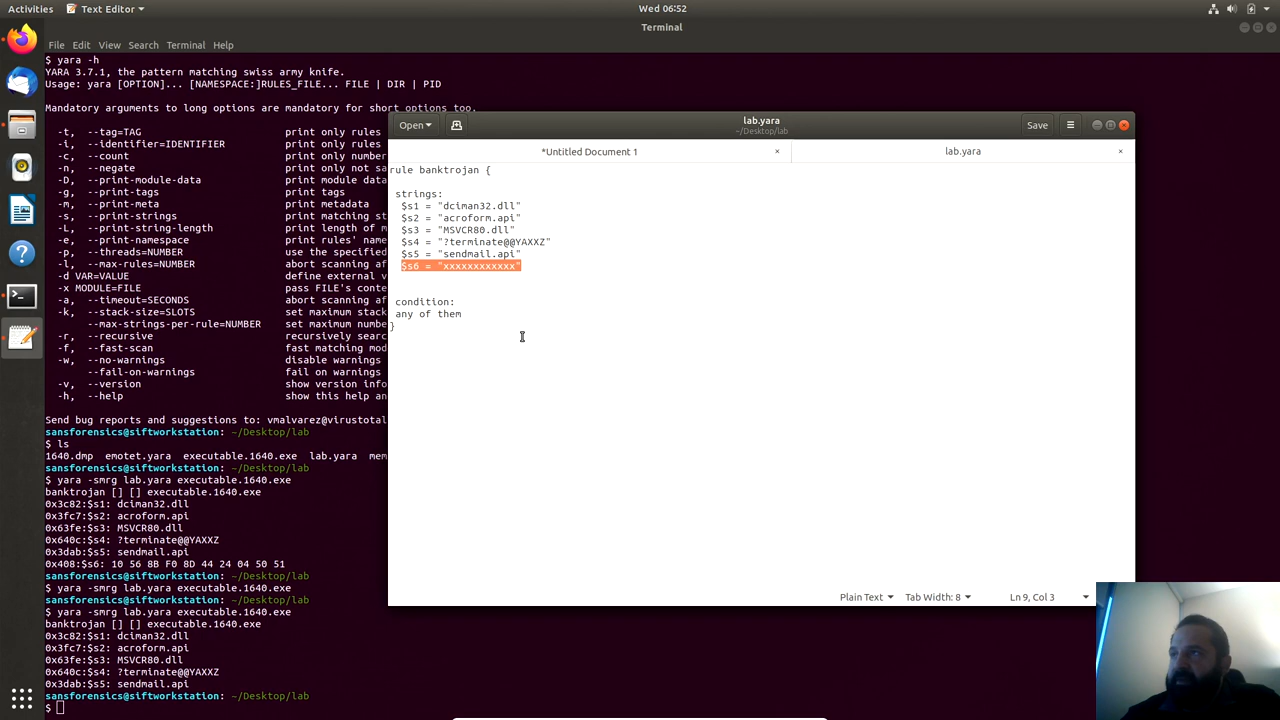 Activities
Text Editor
Wed 06:52
Terminal
File Edit View Search Terminal Help
$ yara -h
YARA 3.7.1, the pattern matching swiss army knife.
Usage: yara [OPTION]... [NAMESPACE:]RULES_FILE... FILE | DIR | PID
Mandatory arguments to long options are mandatory for short options too.
-t, --tag=TAG print only rules
-i, --identifier=IDENTIFIER print only rules
-c, --count print only number
-n, --negate print only not sa
-D, --print-module-data print module data
-g, --print-tags print tags
-m, --print-meta print metadata
-s, --print-strings print matching st
-L, --print-string-length print length of m
-e, --print-namespace print rules' name
-p, --threads=NUMBER use the specified
-l, --max-rules=NUMBER abort scanning af
-d VAR=VALUE define external v
-x MODULE=FILE pass FILE's conte
-a, --timeout=SECONDS abort scanning af
-k, --stack-size=SLOTS set maximum stack
--max-strings-per-rule=NUMBER set maximum numbe
-r, --recursive recursively searc
-f, --fast-scan fast matching mod
-w, --no-warnings disable warnings
--fail-on-warnings fail on warnings
-v, --version show version info
-h, --help show this help an
Send bug reports and suggestions to: vmalvarez@virustotal
sansforensics@siftworkstation: ~/Desktop/lab
$ ls
1640.dmp emotet.yara executable.1640.exe lab.yara mem
sansforensics@siftworkstation: ~/Desktop/lab
$ yara -smrg lab.yara executable.1640.exe
banktrojan [] [] executable.1640.exe
0x3c82:$s1: dciman32.dll
0x3fc7:$s2: acroform.api
0x63fe:$s3: MSVCR80.dll
0x640c:$s4: ?terminate@@YAXXZ
0x3dab:$s5: sendmail.api
0x408:$s6: 10 56 8B F0 8D 44 24 04 50 51
sansforensics@siftworkstation: ~/Desktop/lab
$ yara -smrg lab.yara executable.1640.exe
sansforensics@siftworkstation: ~/Desktop/lab
$ yara -smrg lab.yara executable.1640.exe
banktrojan [] [] executable.1640.exe
0x3c82:$s1: dciman32.dll
0x3fc7:$s2: acroform.api
0x63fe:$s3: MSVCR80.dll
0x640c:$s4: ?terminate@@YAXXZ
0x3dab:$s5: sendmail.api
sansforensics@siftworkstation: ~/Desktop/lab
$
Open
lab.yara
~/Desktop/lab
Save
*Untitled Document 1
lab.yara
rule banktrojan {
strings:
$s1 = "dciman32.dll"
$s2 = "acroform.api"
$s3 = "MSVCR80.dll"
$s4 = "?terminate@@YAXXZ"
$s5 = "sendmail.api"
$s6 = "xxxxxxxxxxxx"
condition:
any of them
}
Plain Text Tab Width: 8 Ln 9, Col 3